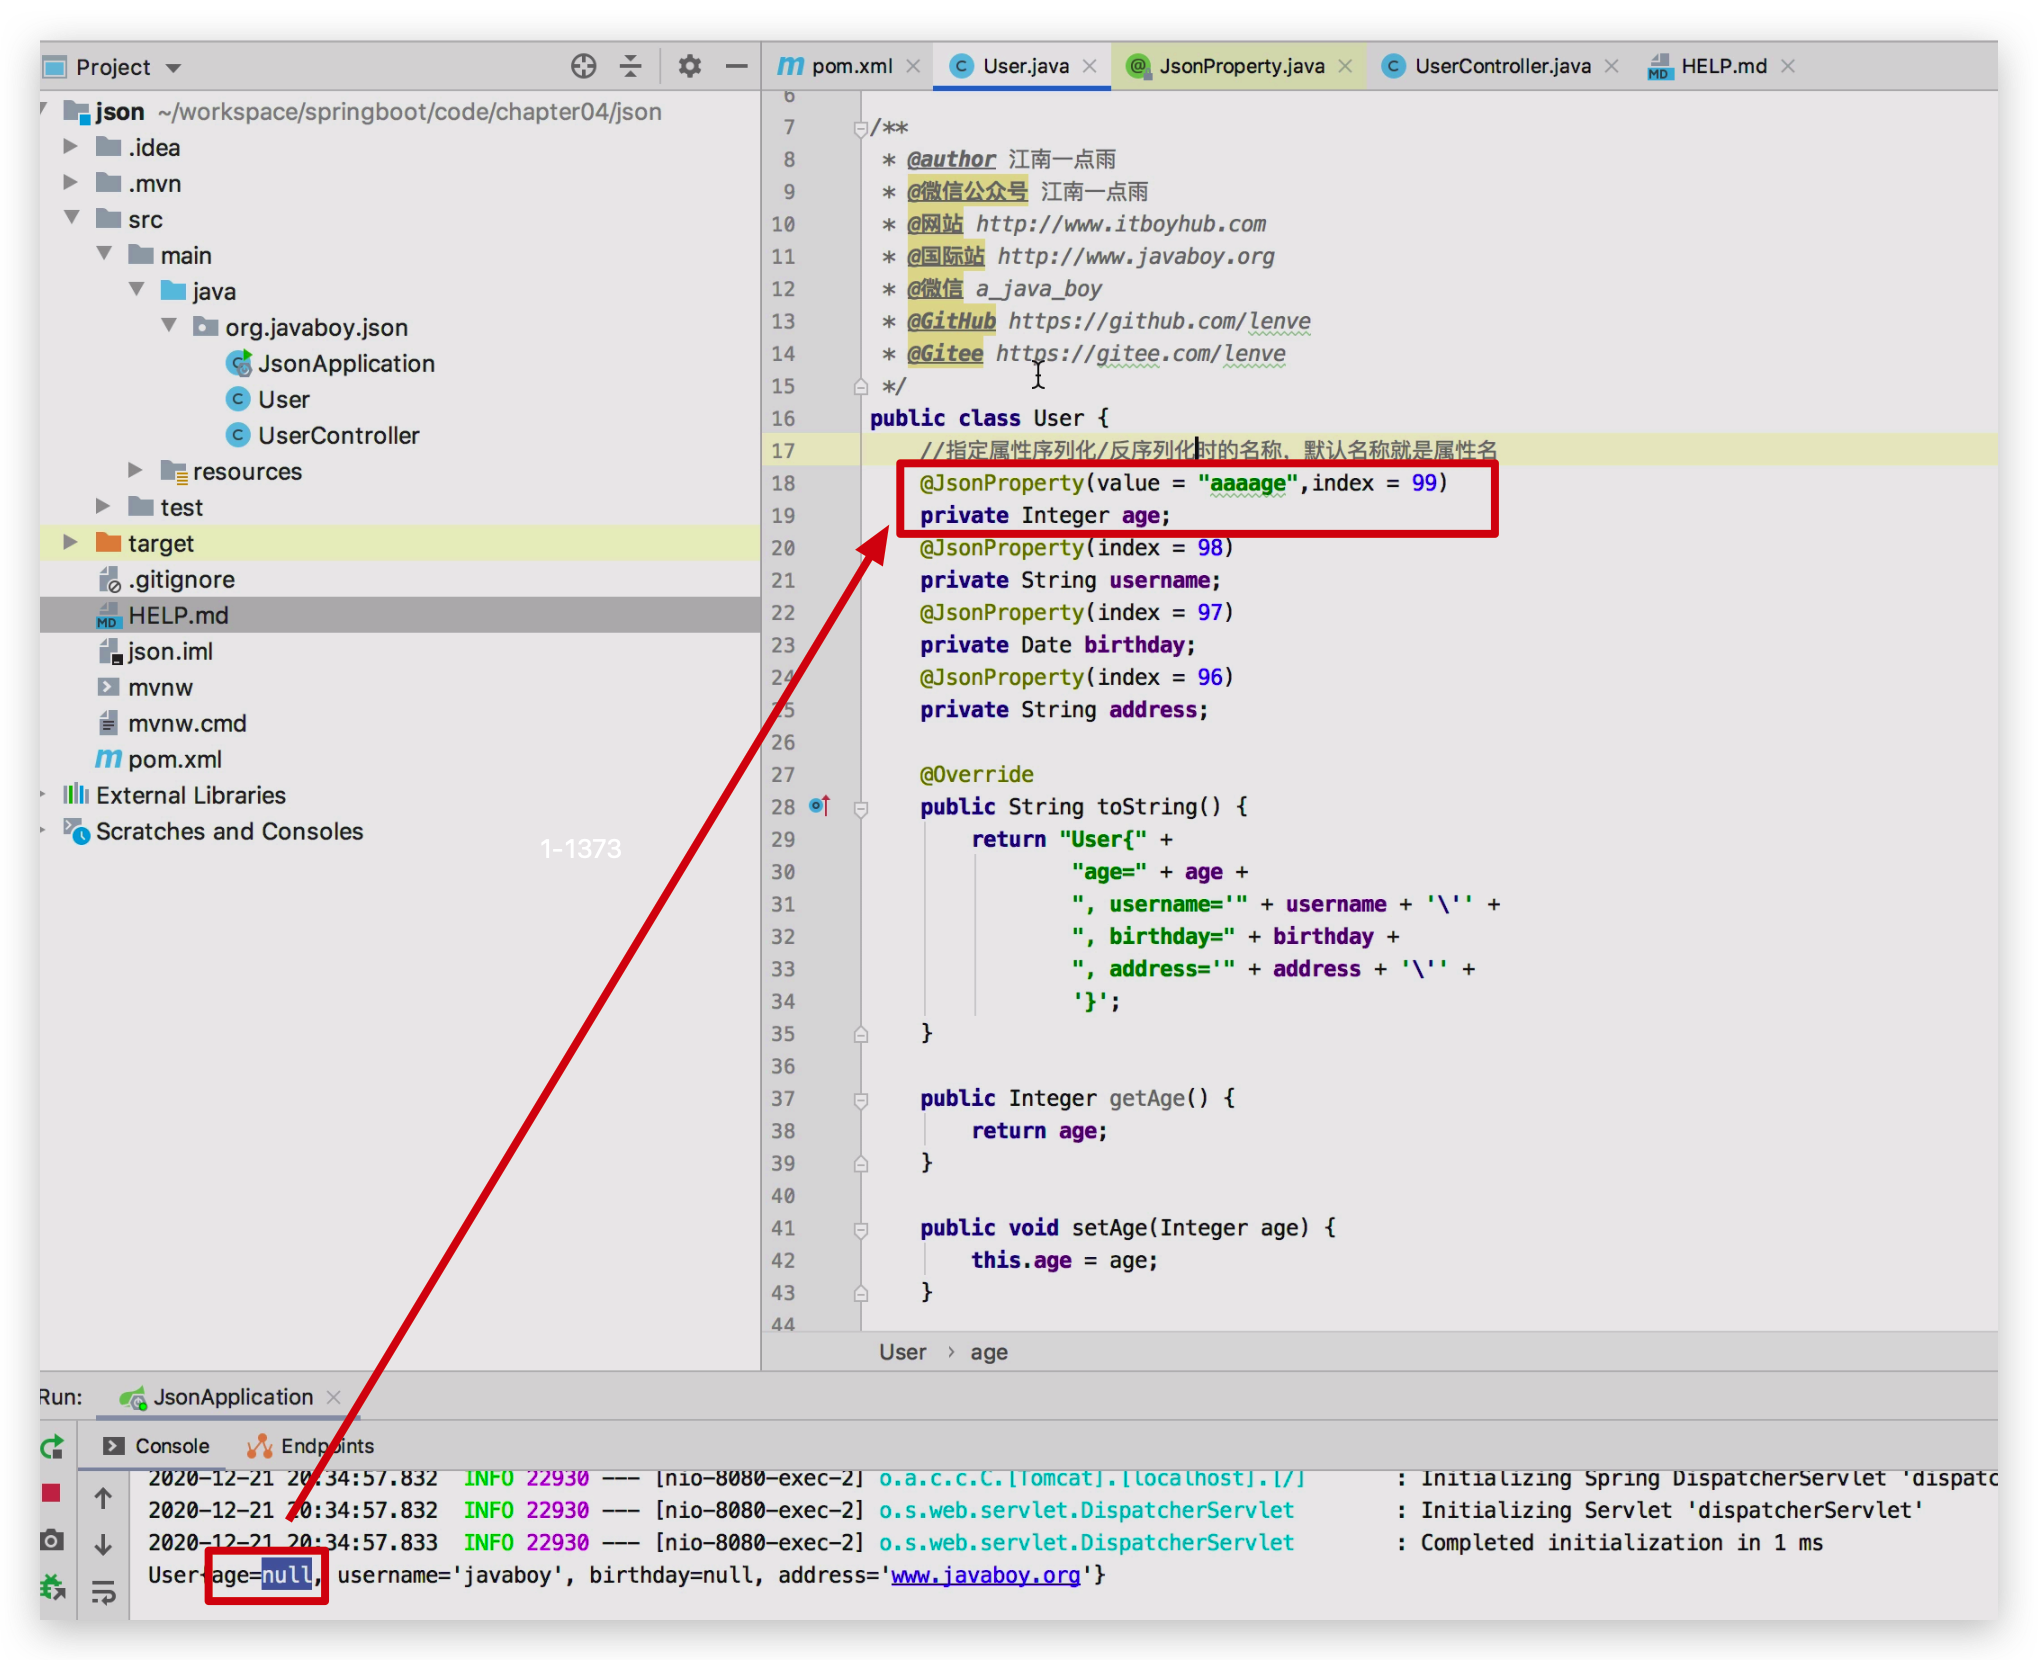 Project
pom.xml
User.java
JsonProperty.java
UserController.java
HELP.md
json ~/workspace/springboot/code/chapter04/json
.idea
.mvn
src
main
java
org.javaboy.json
JsonApplication
User
UserController
resources
test
target
.gitignore
HELP.md
json.iml
mvnw
mvnw.cmd
pom.xml
External Libraries
Scratches and Consoles
1-1373
6
7 /**
8 * @author 江南一点雨
9 * @微信公众号 江南一点雨
10 * @网站 http://www.itboyhub.com
11 * @国际站 http://www.javaboy.org
12 * @微信 a_java_boy
13 * @GitHub https://github.com/lenve
14 * @Gitee https://gitee.com/lenve
15 */
16 public class User {
17 //指定属性序列化/反序列化时的名称，默认名称就是属性名
18 @JsonProperty(value = "aaaage",index = 99)
19 private Integer age;
20 @JsonProperty(index = 98)
21 private String username;
22 @JsonProperty(index = 97)
23 private Date birthday;
24 @JsonProperty(index = 96)
25 private String address;
26
27 @Override
28 public String toString() {
29 return "User{" +
30 "age=" + age +
31 ", username='" + username + '\'' +
32 ", birthday=" + birthday +
33 ", address='" + address + '\'' +
34 '}';
35 }
36
37 public Integer getAge() {
38 return age;
39 }
40
41 public void setAge(Integer age) {
42 this.age = age;
43 }
44
User › age
Run: JsonApplication
Console Endpoints
2020-12-21 20:34:57.832 INFO 22930 --- [nio-8080-exec-2] o.a.c.c.C.[Tomcat].[localhost].[/] : Initializing Spring DispatcherServlet 'dispatc
2020-12-21 20:34:57.832 INFO 22930 --- [nio-8080-exec-2] o.s.web.servlet.DispatcherServlet : Initializing Servlet 'dispatcherServlet'
2020-12-21 20:34:57.833 INFO 22930 --- [nio-8080-exec-2] o.s.web.servlet.DispatcherServlet : Completed initialization in 1 ms
User{age=null, username='javaboy', birthday=null, address='www.javaboy.org'}